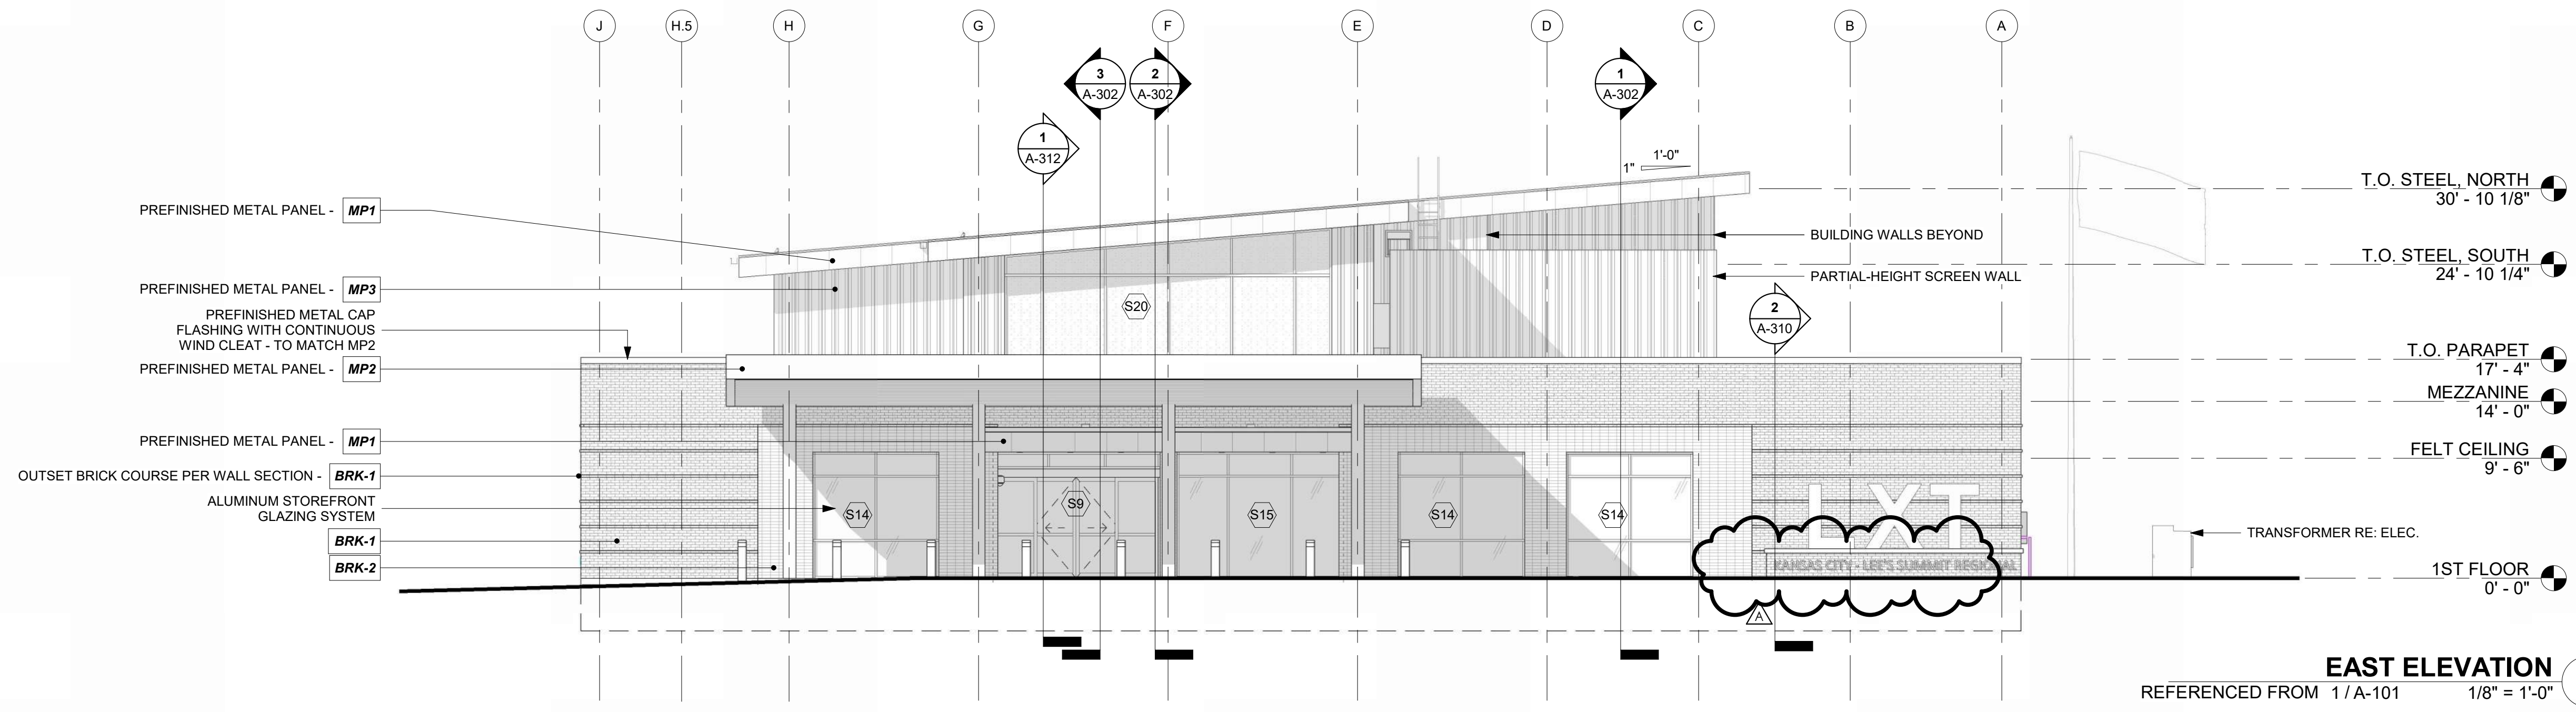 J H.5 H G F E D C B A
3
A-302
2
A-302
1
A-302
1
A-312
1'-0"
1"
PREFINISHED METAL PANEL - MP1
PREFINISHED METAL PANEL - MP3
PREFINISHED METAL CAP
FLASHING WITH CONTINUOUS
WIND CLEAT - TO MATCH MP2
PREFINISHED METAL PANEL - MP2
PREFINISHED METAL PANEL - MP1
OUTSET BRICK COURSE PER WALL SECTION - BRK-1
ALUMINUM STOREFRONT
GLAZING SYSTEM
BRK-1
BRK-2
S20
S14
S9
S15
S14
S14
BUILDING WALLS BEYOND
PARTIAL-HEIGHT SCREEN WALL
2
A-310
LXT
KANSAS CITY - LEE'S SUMMIT REGIONAL
A
TRANSFORMER RE: ELEC.
T.O. STEEL, NORTH
30' - 10 1/8"
T.O. STEEL, SOUTH
24' - 10 1/4"
T.O. PARAPET
17' - 4"
MEZZANINE
14' - 0"
FELT CEILING
9' - 6"
1ST FLOOR
0' - 0"
EAST ELEVATION
REFERENCED FROM 1 / A-101 1/8" = 1'-0"